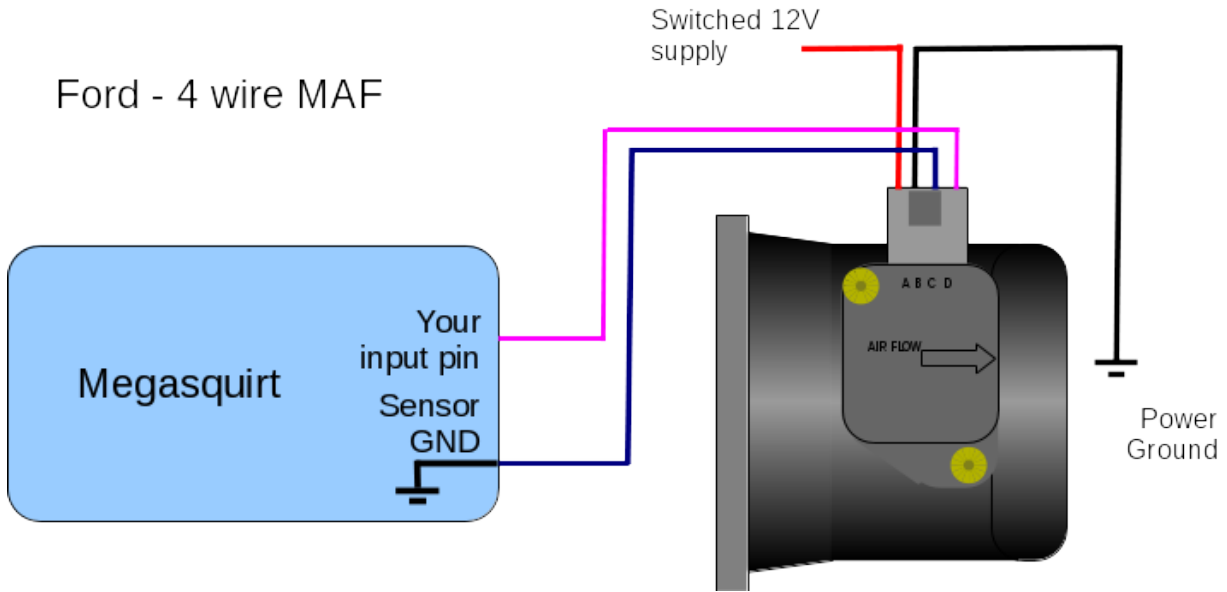 Switched 12V
supply
Ford - 4 wire MAF
Your
input pin
Megasquirt
Sensor
GND
A B C D
AIR FLOW
Power
Ground